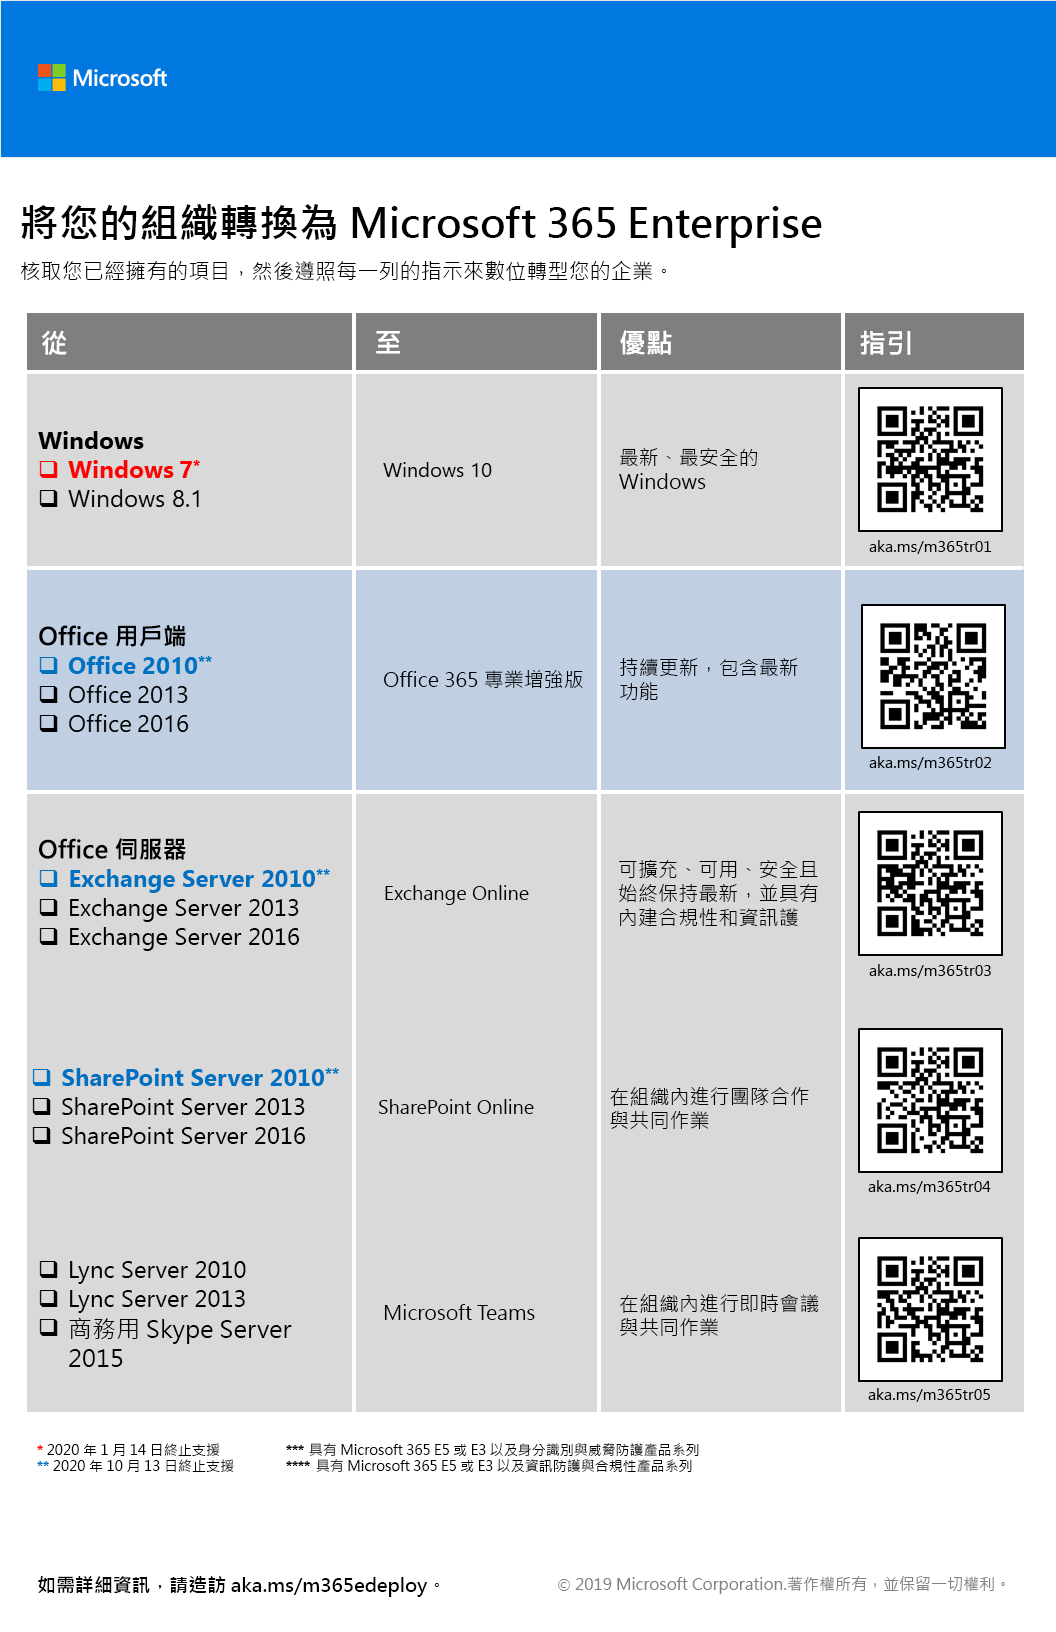 Microsoft
將您的組織轉換為 Microsoft 365 Enterprise
核取您已經擁有的項目，然後遵照每一列的指示來數位轉型您的企業。
從 至 優點 指引
Windows
❑ Windows 7*
❑ Windows 8.1
Windows 10
最新、最安全的
Windows
aka.ms/m365tr01
Office 用戶端
❑ Office 2010**
❑ Office 2013
❑ Office 2016
Office 365 專業增強版
持續更新，包含最新
功能
aka.ms/m365tr02
Office 伺服器
❑ Exchange Server 2010**
❑ Exchange Server 2013
❑ Exchange Server 2016
Exchange Online
可擴充、可用、安全且
始終保持最新，並具有
內建合規性和資訊護
aka.ms/m365tr03
❑ SharePoint Server 2010**
❑ SharePoint Server 2013
❑ SharePoint Server 2016
SharePoint Online
在組織內進行團隊合作
與共同作業
aka.ms/m365tr04
❑ Lync Server 2010
❑ Lync Server 2013
❑ 商務用 Skype Server
2015
Microsoft Teams
在組織內進行即時會議
與共同作業
aka.ms/m365tr05
* 2020 年 1 月 14 日終止支援
** 2020 年 10 月 13 日終止支援
*** 具有 Microsoft 365 E5 或 E3 以及身分識別與威脅防護產品系列
**** 具有 Microsoft 365 E5 或 E3 以及資訊防護與合規性產品系列
如需詳細資訊，請造訪 aka.ms/m365edeploy。
© 2019 Microsoft Corporation.著作權所有，並保留一切權利。